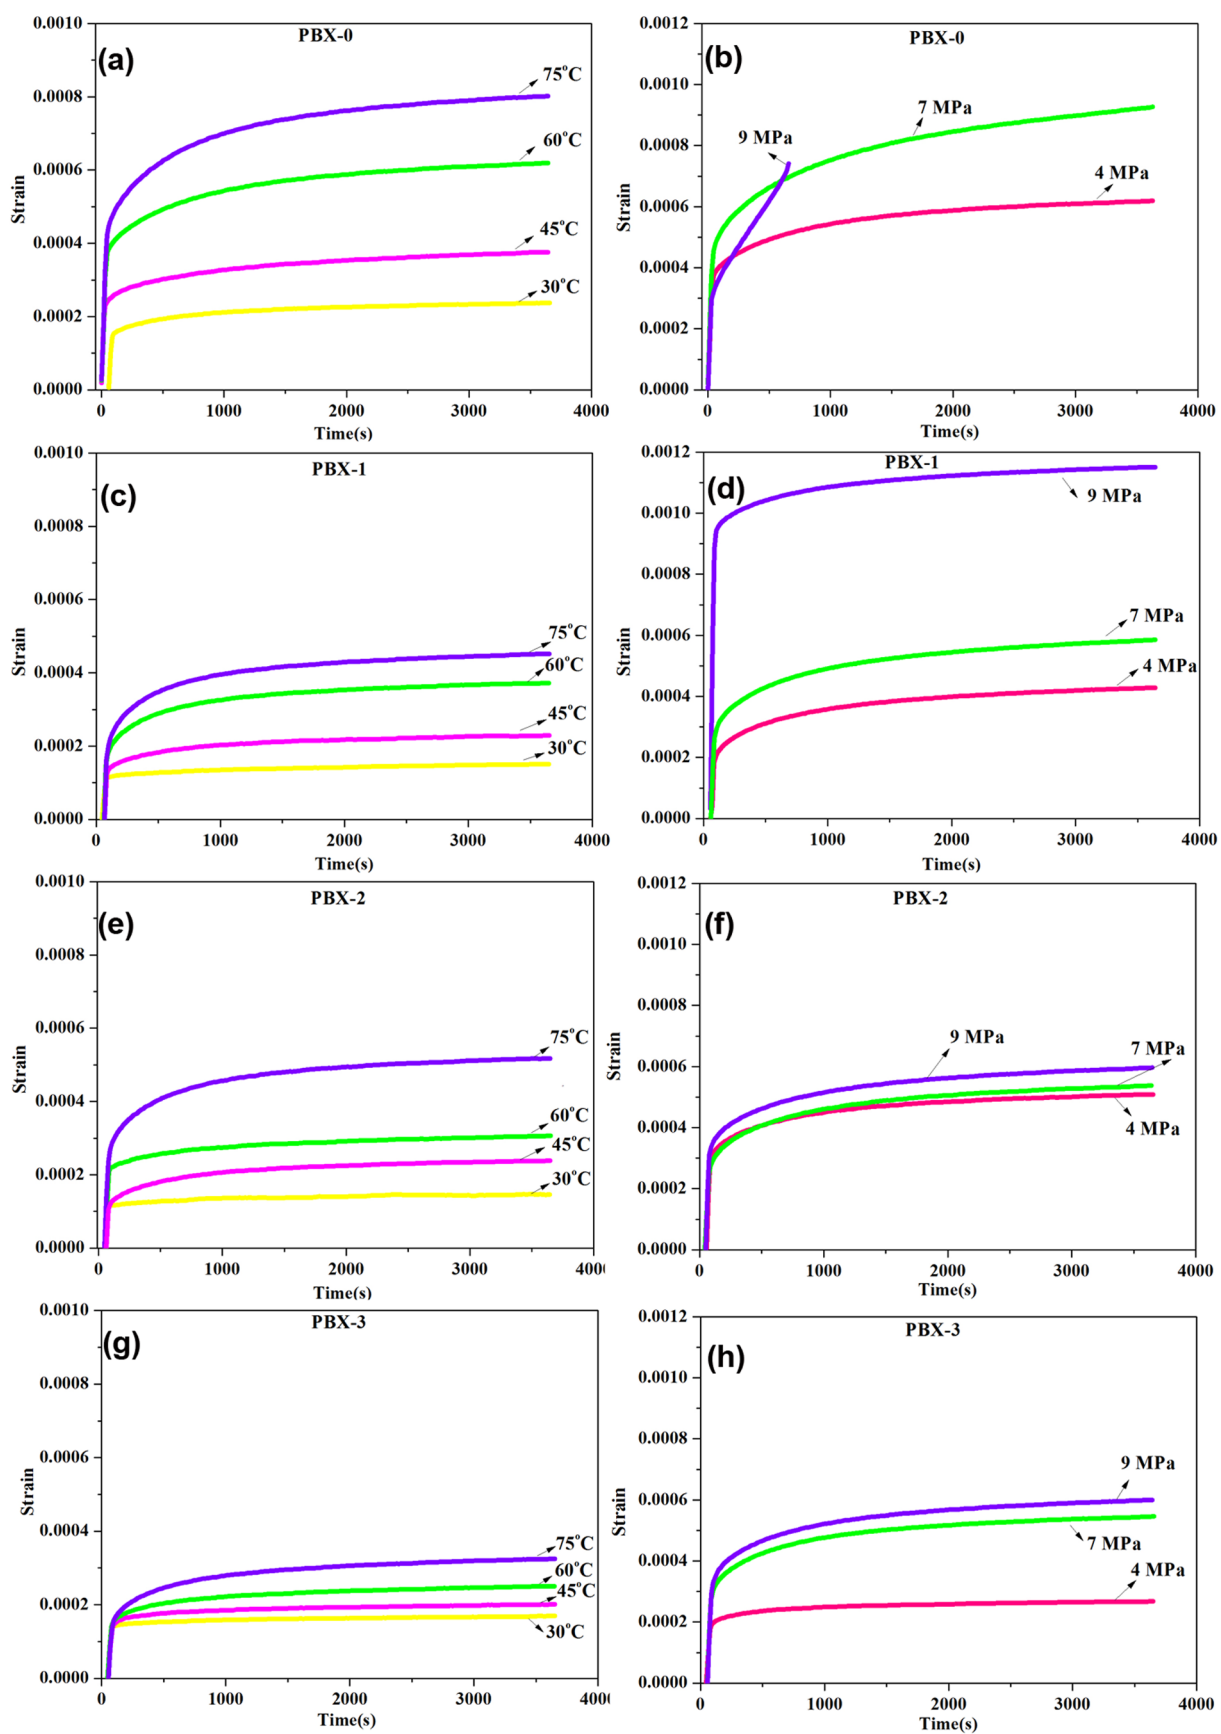 PBX-0
(a)
0.0010
0.0008
0.0006
0.0004
0.0002
0.0000
Strain
75°C
60°C
45°C
30°C
0 1000 2000 3000 4000
Time(s)
PBX-0
(b)
0.0012
0.0010
0.0008
0.0006
0.0004
0.0002
0.0000
Strain
7 MPa
9 MPa
4 MPa
0 1000 2000 3000 4000
Time(s)
PBX-1
(c)
0.0010
0.0008
0.0006
0.0004
0.0002
0.0000
Strain
75°C
60°C
45°C
30°C
0 1000 2000 3000 4000
Time(s)
PBX-1
(d)
0.0012
0.0010
0.0008
0.0006
0.0004
0.0002
0.0000
Strain
9 MPa
7 MPa
4 MPa
0 1000 2000 3000 4000
Time(s)
PBX-2
(e)
0.0010
0.0008
0.0006
0.0004
0.0002
0.0000
Strain
75°C
60°C
45°C
30°C
0 1000 2000 3000 4000
Time(s)
PBX-2
(f)
0.0012
0.0010
0.0008
0.0006
0.0004
0.0002
0.0000
Strain
9 MPa
7 MPa
4 MPa
0 1000 2000 3000 4000
Time(s)
PBX-3
(g)
0.0010
0.0008
0.0006
0.0004
0.0002
0.0000
Strain
75°C
60°C
45°C
30°C
0 1000 2000 3000 4000
Time(s)
PBX-3
(h)
0.0012
0.0010
0.0008
0.0006
0.0004
0.0002
0.0000
Strain
9 MPa
7 MPa
4 MPa
0 1000 2000 3000 4000
Time(s)